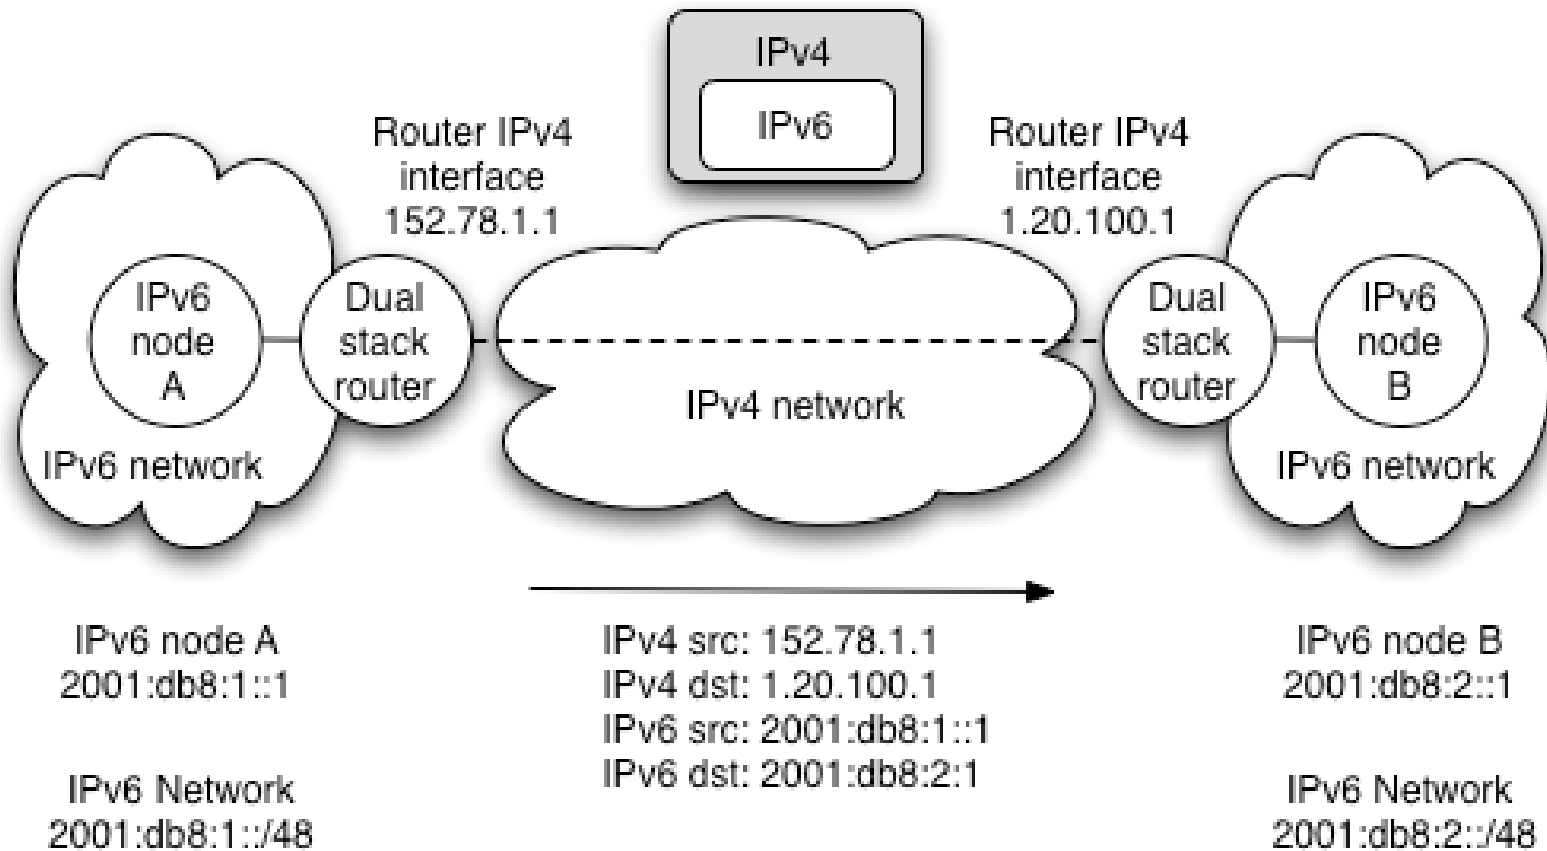 IPv4
IPv6
Router IPv4
interface
152.78.1.1
Router IPv4
interface
1.20.100.1
IPv6
node
A
Dual
stack
router
IPv4 network
Dual
stack
router
IPv6
node
B
IPv6 network
IPv6 network
IPv6 node A
2001:db8:1::1
IPv6 Network
2001:db8:1::/48
IPv4 src: 152.78.1.1
IPv4 dst: 1.20.100.1
IPv6 src: 2001:db8:1::1
IPv6 dst: 2001:db8:2:1
IPv6 node B
2001:db8:2::1
IPv6 Network
2001:db8:2::/48